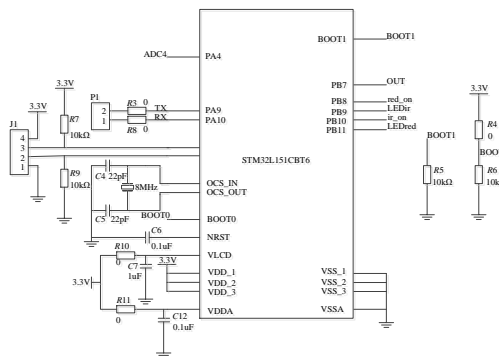 BOOT1
BOOT1
ADC4
PA4
3.3V
J1
3.3V
R7
10kΩ
4
3
2
1
P1
2
1
R3
0
TX
RX
R8
0
PA9
PA10
PB7
OUT
PB8
red_on
PB9
LEDir
PB10
ir_on
PB11
LEDred
3.3V
R4
0
BOOT1
R5
10kΩ
R6
STM32L151CBT6
R9
10kΩ
C4
22pF
8MHz
C5
22pF
OCS_IN
OCS_OUT
BOOT0
BOOT0
C6
0.1uF
NRST
R10
0
VLCD
C7
1uF
3.3V
3.3V
VDD_1
VDD_2
VDD_3
VSS_1
VSS_2
VSS_3
R11
0
VDDA
VSSA
C12
0.1uF